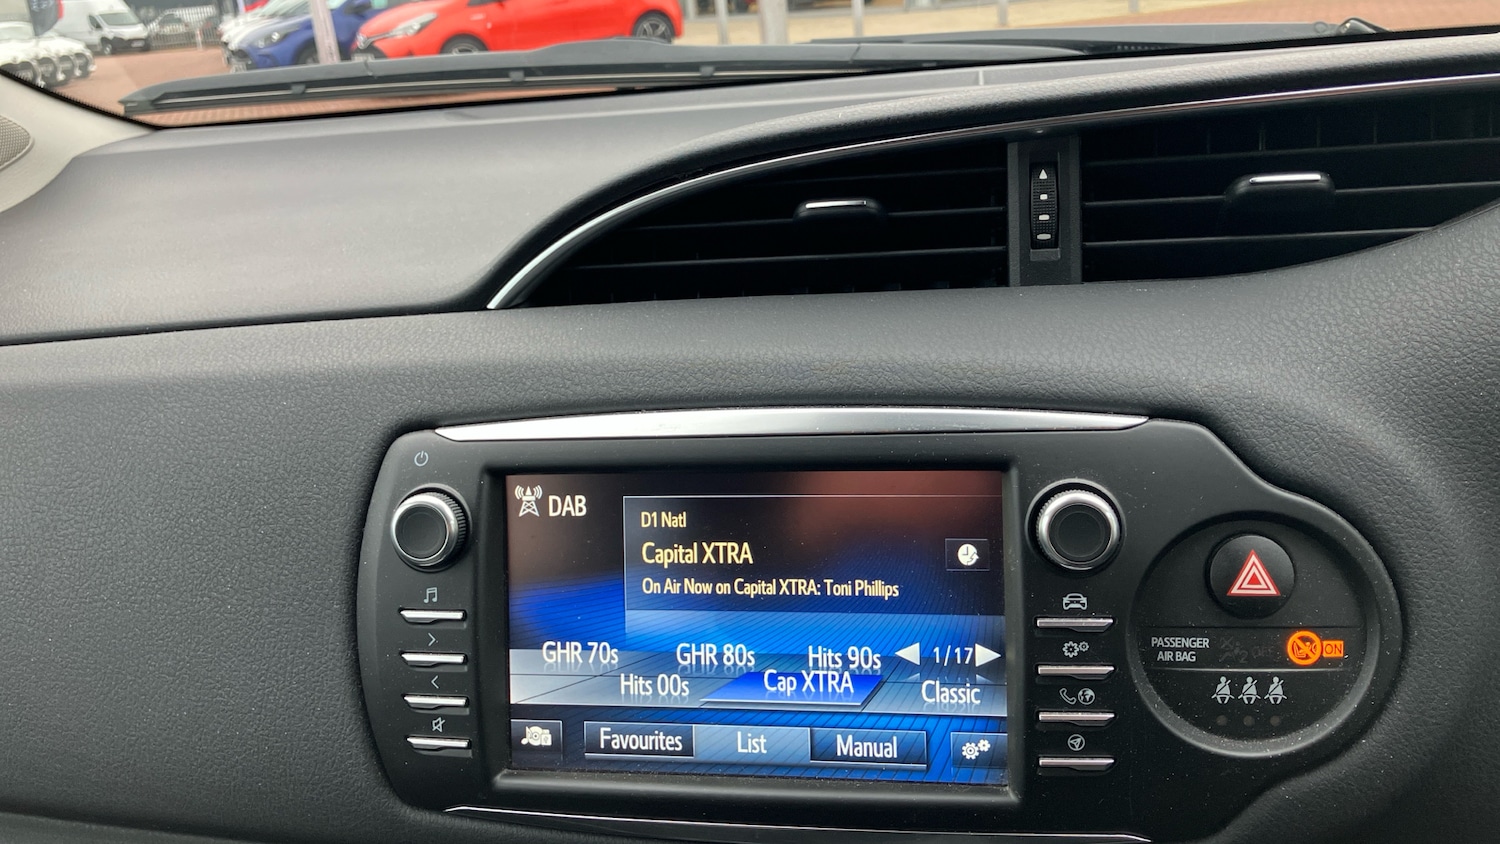 DAB
D1 Natl
Capital XTRA
On Air Now on Capital XTRA: Toni Phillips
GHR 70s GHR 80s Hits 90s 1/17
Hits 00s Cap XTRA Classic
Favourites List Manual
PASSENGER
AIR BAG
ON